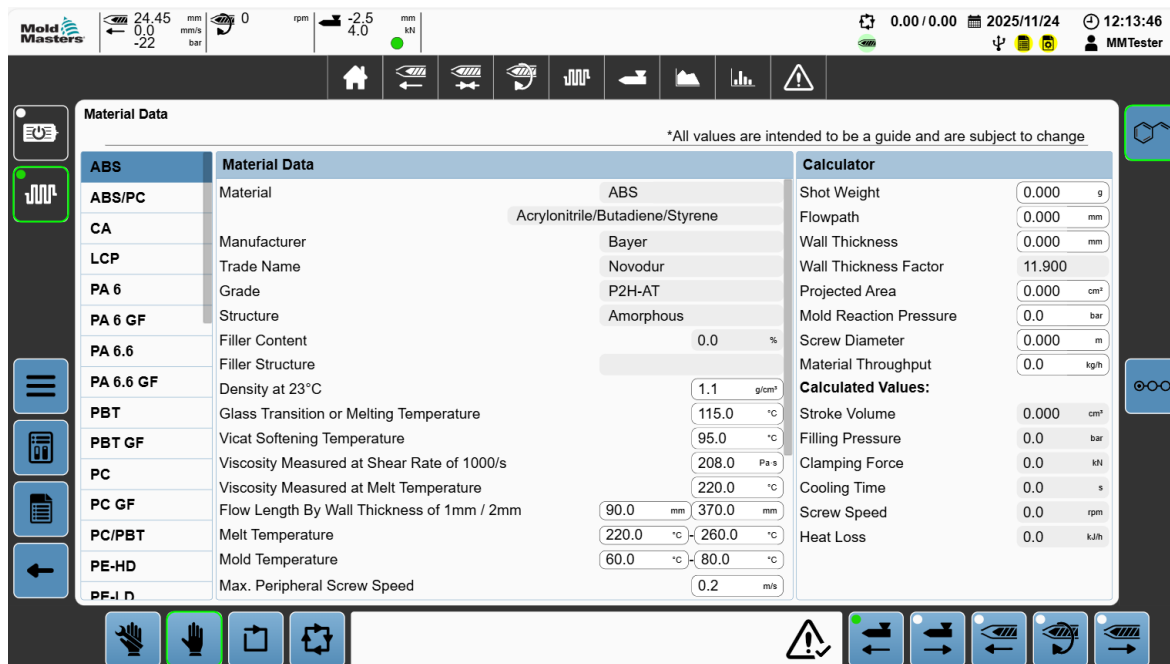 Mold Masters
24.45 mm
0.0 mm/s
-22 bar
0 rpm
-2.5 mm
4.0 kN
0.00 / 0.00 2025/11/24 12:13:46
MMTester
Material Data
*All values are intended to be a guide and are subject to change
ABS
ABS/PC
CA
LCP
PA 6
PA 6 GF
PA 6.6
PA 6.6 GF
PBT
PBT GF
PC
PC GF
PC/PBT
PE-HD
PE-LD
Material Data
Material ABS
Acrylonitrile/Butadiene/Styrene
Manufacturer Bayer
Trade Name Novodur
Grade P2H-AT
Structure Amorphous
Filler Content 0.0 %
Filler Structure
Density at 23°C 1.1 g/cm³
Glass Transition or Melting Temperature 115.0 °C
Vicat Softening Temperature 95.0 °C
Viscosity Measured at Shear Rate of 1000/s 208.0 Pa·s
Viscosity Measured at Melt Temperature 220.0 °C
Flow Length By Wall Thickness of 1mm / 2mm 90.0 mm 370.0 mm
Melt Temperature 220.0 °C - 260.0 °C
Mold Temperature 60.0 °C - 80.0 °C
Max. Peripheral Screw Speed 0.2 m/s
Calculator
Shot Weight 0.000 g
Flowpath 0.000 mm
Wall Thickness 0.000 mm
Wall Thickness Factor 11.900
Projected Area 0.000 cm²
Mold Reaction Pressure 0.0 bar
Screw Diameter 0.000 m
Material Throughput 0.0 kg/h
Calculated Values:
Stroke Volume 0.000 cm³
Filling Pressure 0.0 bar
Clamping Force 0.0 kN
Cooling Time 0.0 s
Screw Speed 0.0 rpm
Heat Loss 0.0 kJ/h